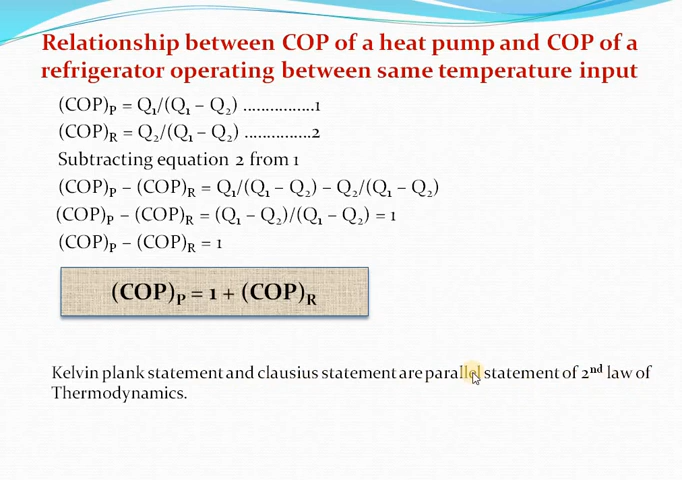 Relationship between COP of a heat pump and COP of a
refrigerator operating between same temperature input
(COP)P = Q1/(Q1 – Q2) ................1
(COP)R = Q2/(Q1 – Q2) ...............2
Subtracting equation 2 from 1
(COP)P – (COP)R = Q1/(Q1 – Q2) – Q2/(Q1 – Q2)
(COP)P – (COP)R = (Q1 – Q2)/(Q1 – Q2) = 1
(COP)P – (COP)R = 1
(COP)P = 1 + (COP)R
Kelvin plank statement and clausius statement are parallel statement of 2nd law of
Thermodynamics.